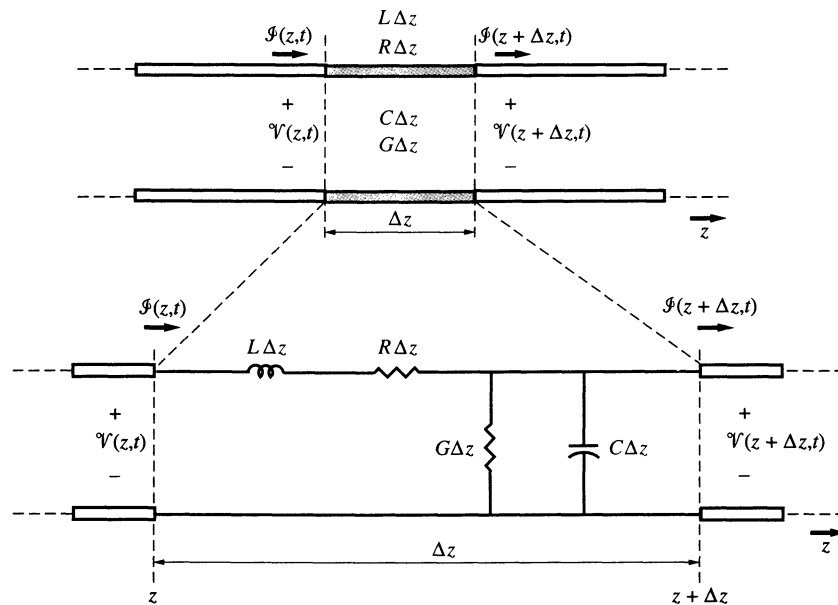 LΔz
ℐ(z,t) RΔz ℐ(z + Δz,t)
+ +
𝒱(z,t) CΔz 𝒱(z + Δz,t)
GΔz
− −
Δz
z
ℐ(z,t) ℐ(z + Δz,t)
LΔz RΔz
+ +
𝒱(z,t) GΔz CΔz 𝒱(z + Δz,t)
− −
Δz z
z z + Δz